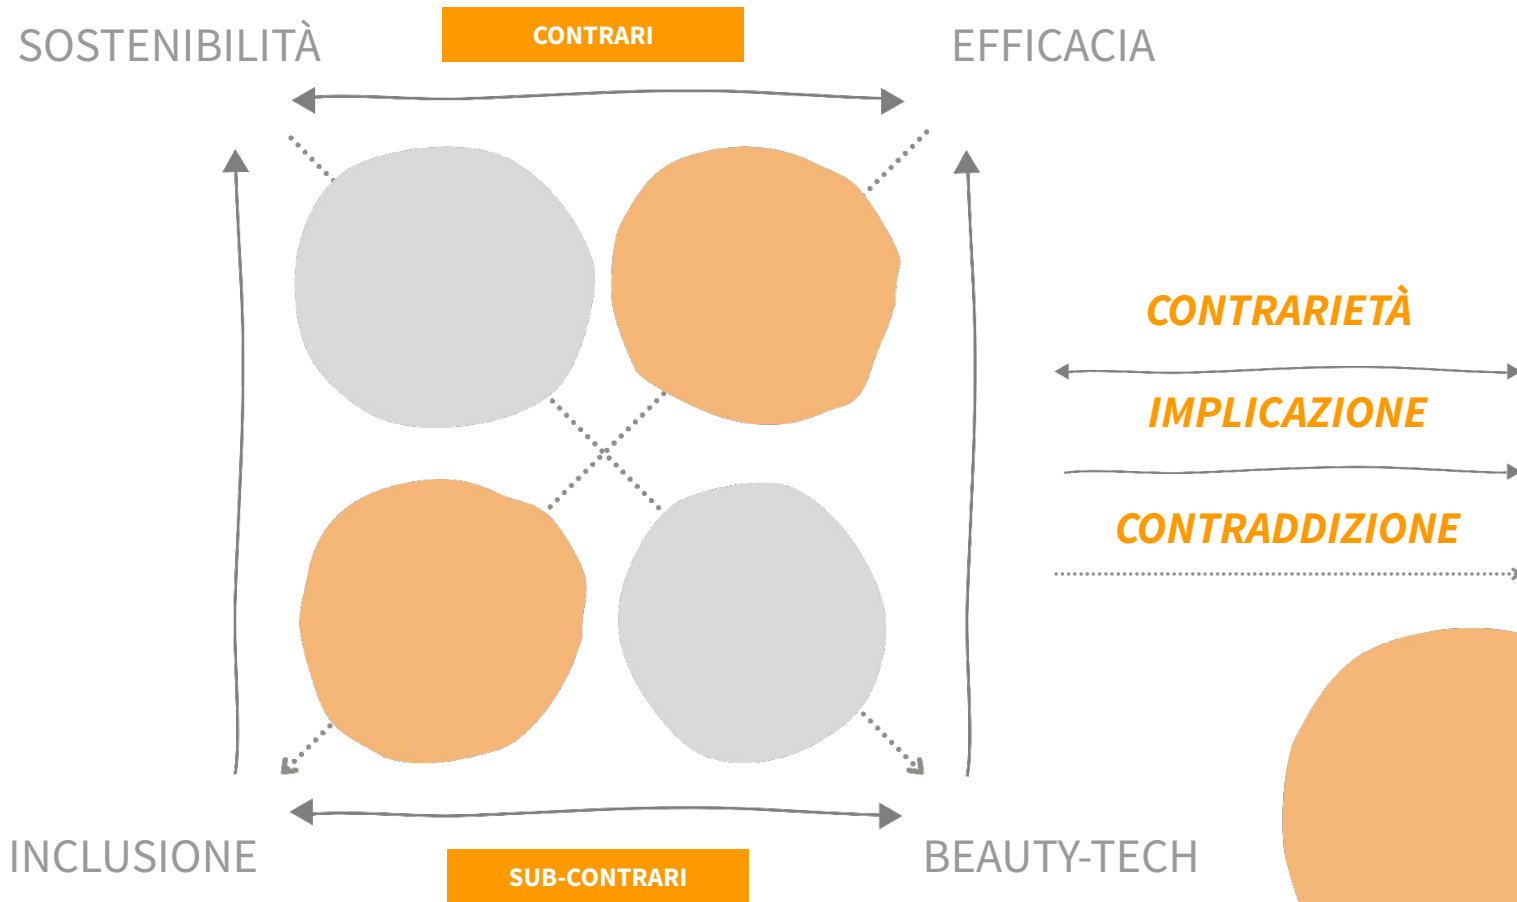 SOSTENIBILITÀ
CONTRARI
EFFICACIA
CONTRARIETÀ
IMPLICAZIONE
CONTRADDIZIONE
INCLUSIONE
BEAUTY-TECH
SUB-CONTRARI